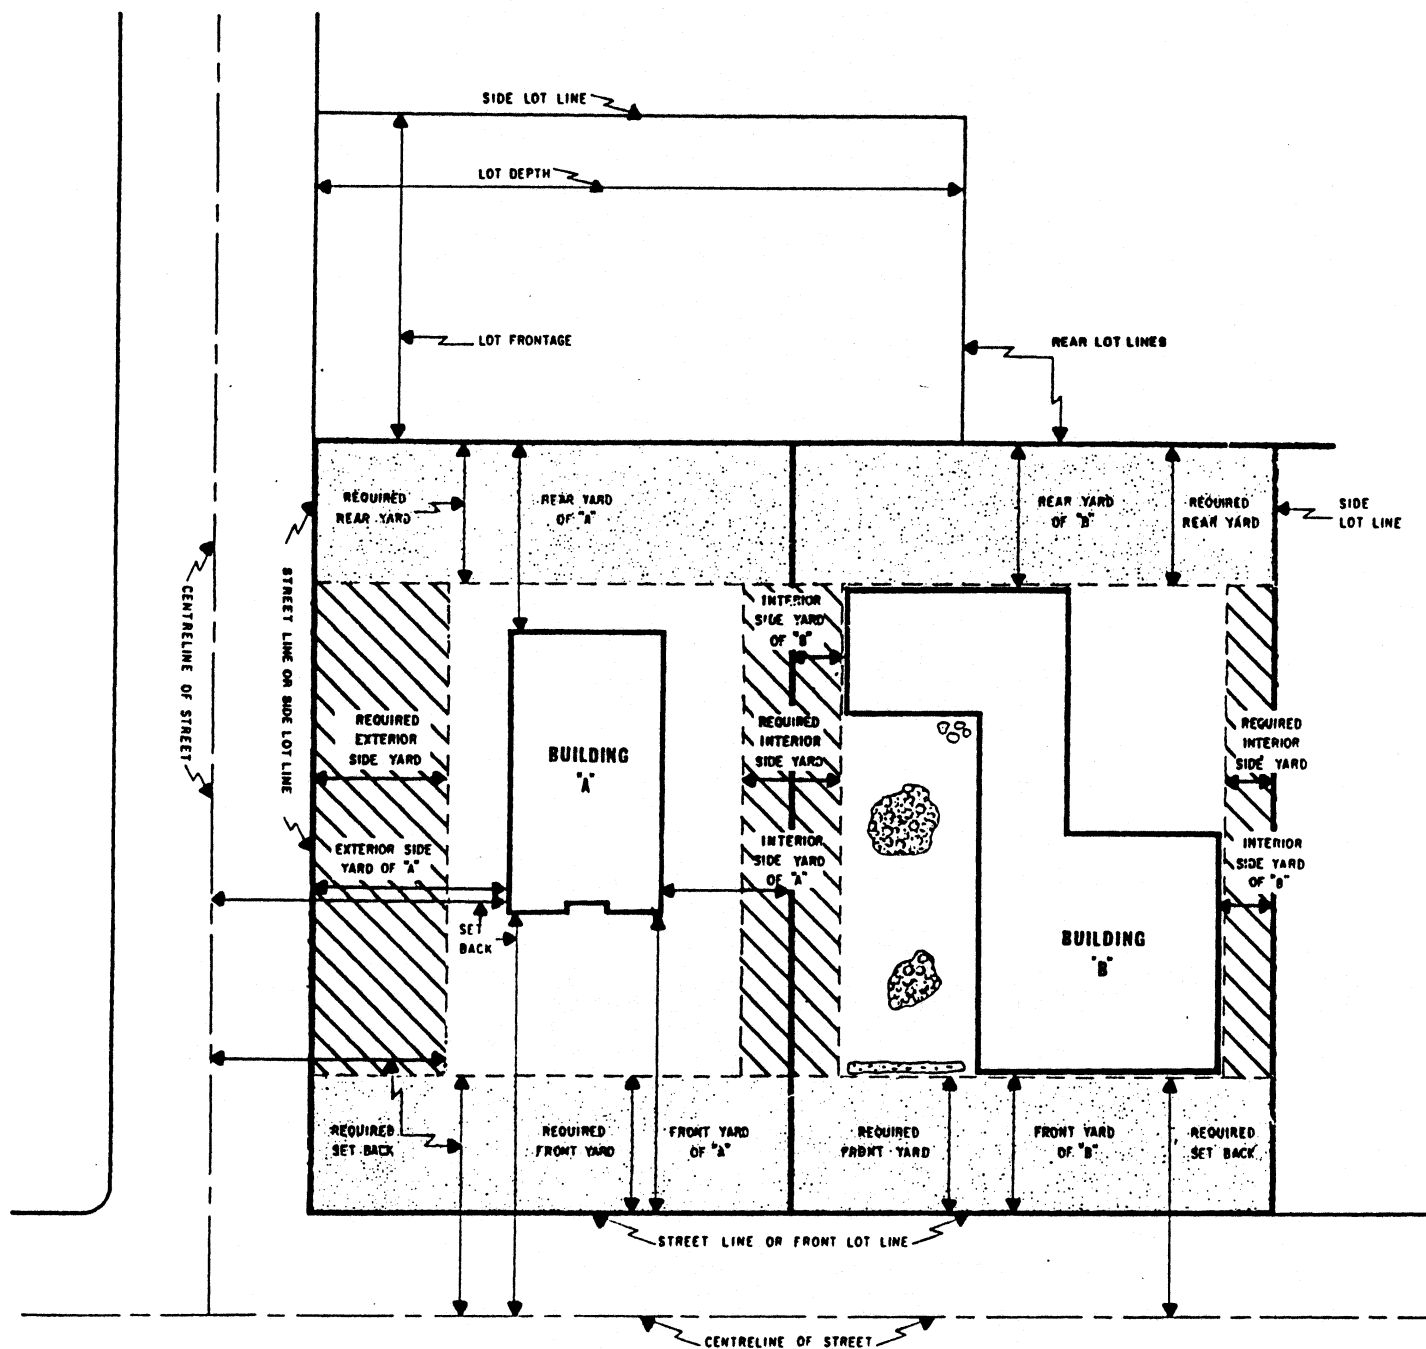 SIDE LOT LINE
LOT DEPTH
LOT FRONTAGE
REAR LOT LINES
REQUIRED
REAR YARD
REAR YARD
OF "A"
REAR YARD
OF "B"
REQUIRED
REAR YARD
SIDE
LOT LINE
CENTRELINE OF STREET
STREET LINE OR SIDE LOT LINE
INTERIOR
SIDE YARD
OF "B"
REQUIRED
EXTERIOR
SIDE YARD
BUILDING
"A"
REQUIRED
INTERIOR
SIDE YARD
REQUIRED
INTERIOR
SIDE YARD
EXTERIOR SIDE
YARD OF "A"
INTERIOR
SIDE YARD
OF "A"
INTERIOR
SIDE YARD
OF "B"
SET
BACK
BUILDING
"B"
REQUIRED
SET BACK
REQUIRED
FRONT YARD
FRONT YARD
OF "A"
REQUIRED
FRONT YARD
FRONT YARD
OF "B"
REQUIRED
SET BACK
STREET LINE OR FRONT LOT LINE
CENTRELINE OF STREET